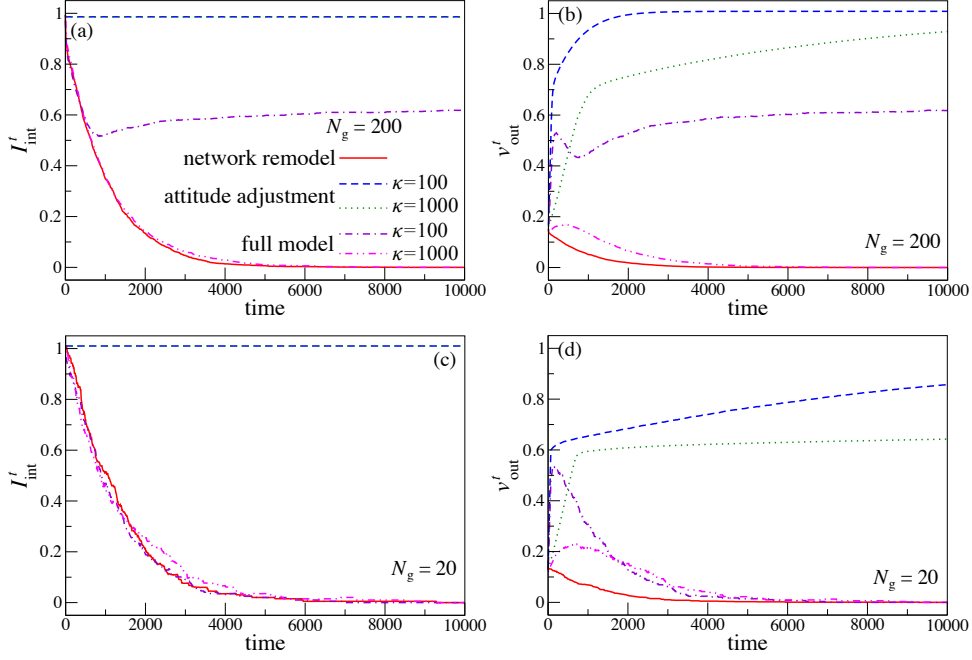 (a)
1
0.8
0.6
0.4
0.2
0
I^t_int
N_g = 200
network remodel
attitude adjustment
κ=100
κ=1000
full model
κ=100
κ=1000
0 2000 4000 6000 8000 10000
time
(b)
1
0.8
0.6
0.4
0.2
0
v^t_out
N_g = 200
0 2000 4000 6000 8000 10000
time
(c)
1
0.8
0.6
0.4
0.2
0
I^t_int
N_g = 20
0 2000 4000 6000 8000 10000
time
(d)
1
0.8
0.6
0.4
0.2
0
v^t_out
N_g = 20
0 2000 4000 6000 8000 10000
time